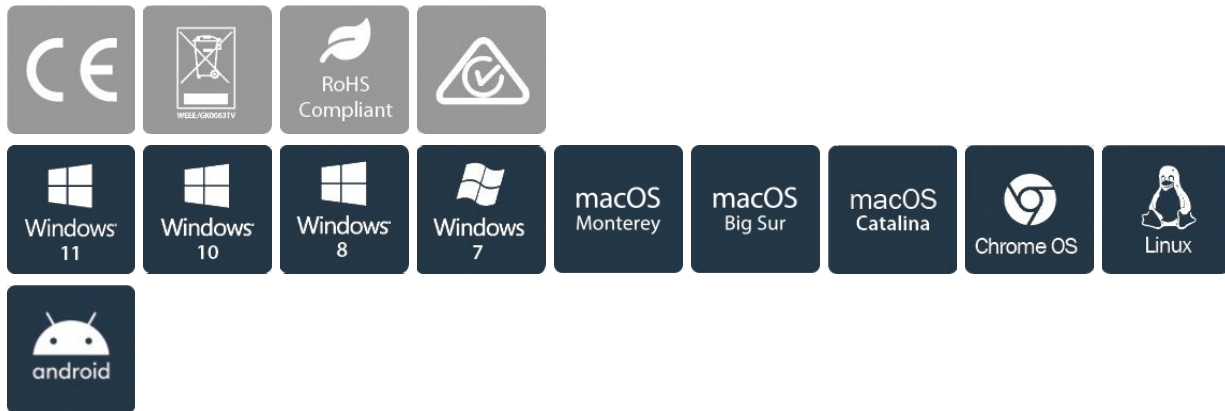 CE
WEEE/GK0083TV
RoHS
Compliant
Windows
11
Windows
10
Windows
8
Windows
7
macOS
Monterey
macOS
Big Sur
macOS
Catalina
Chrome OS
Linux
android